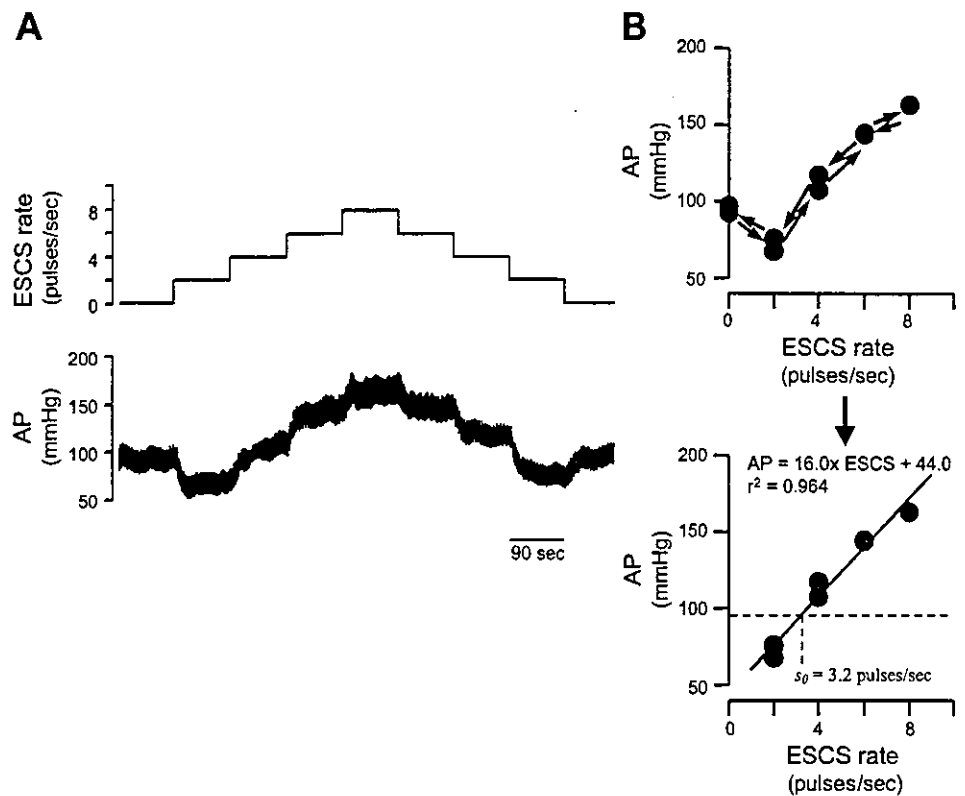 A
ESCS rate
(pulses/sec)
8
4
0
AP
(mmHg)
200
150
100
50
90 sec
B
AP
(mmHg)
200
150
100
50
0
4
8
ESCS rate
(pulses/sec)
AP
(mmHg)
200
150
100
50
AP = 16.0x ESCS + 44.0
r² = 0.964
s₀ = 3.2 pulses/sec
0
4
8
ESCS rate
(pulses/sec)